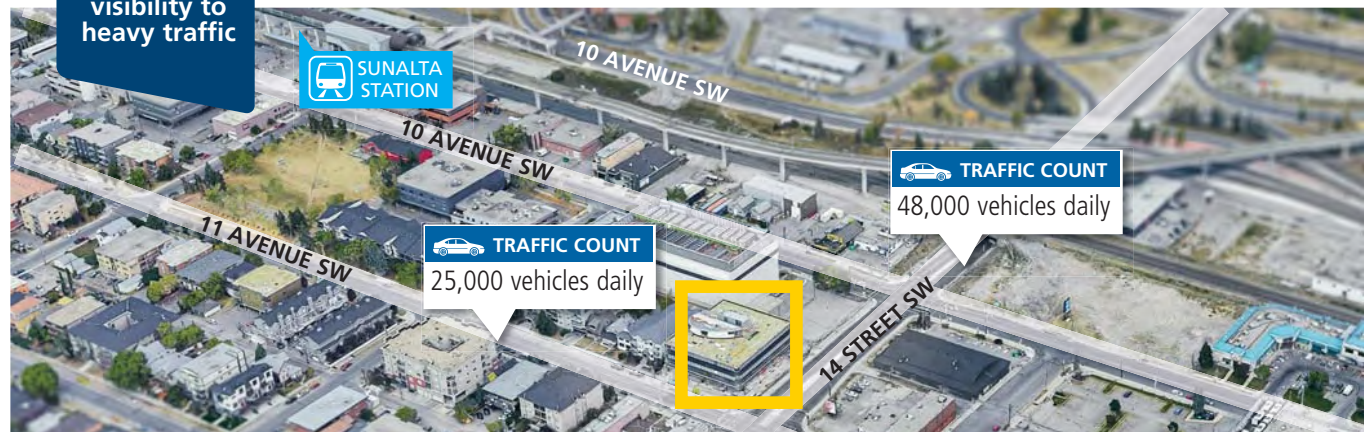 visibility to
heavy traffic
SUNALTA
STATION
10 AVENUE SW
10 AVENUE SW
TRAFFIC COUNT
48,000 vehicles daily
11 AVENUE SW
TRAFFIC COUNT
25,000 vehicles daily
14 STREET SW